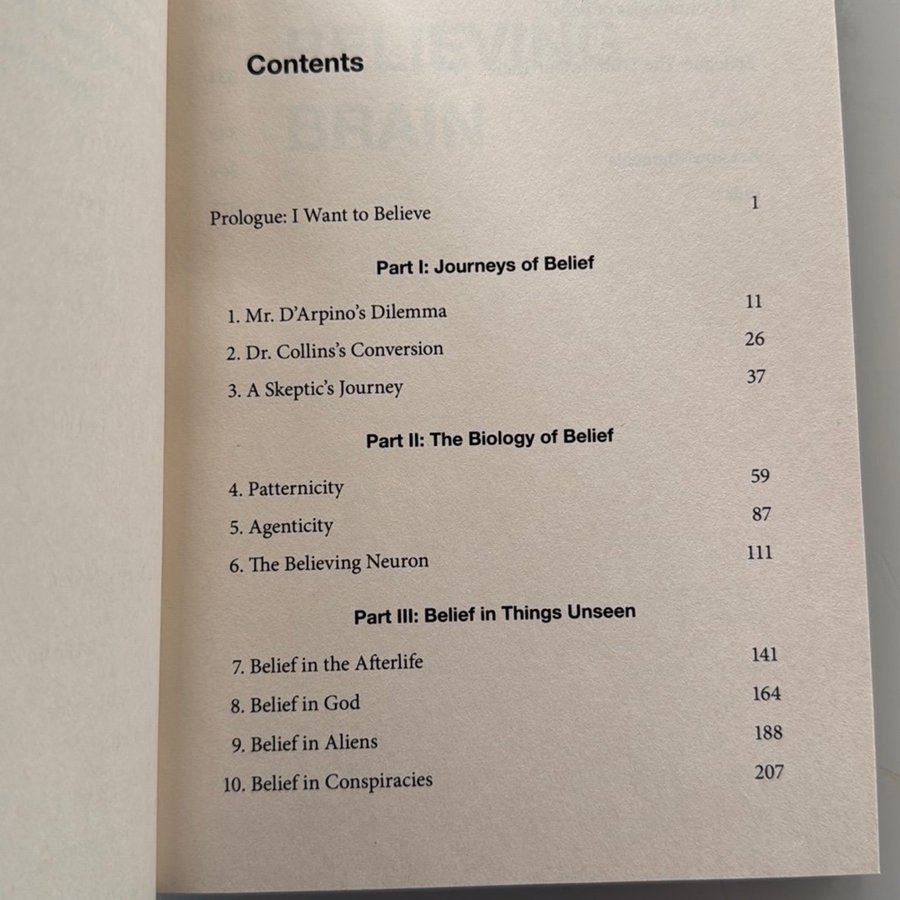 Contents
Prologue: I Want to Believe 1
Part I: Journeys of Belief
1. Mr. D'Arpino's Dilemma 11
2. Dr. Collins's Conversion 26
3. A Skeptic's Journey 37
Part II: The Biology of Belief
4. Patternicity 59
5. Agenticity 87
6. The Believing Neuron 111
Part III: Belief in Things Unseen
7. Belief in the Afterlife 141
8. Belief in God 164
9. Belief in Aliens 188
10. Belief in Conspiracies 207